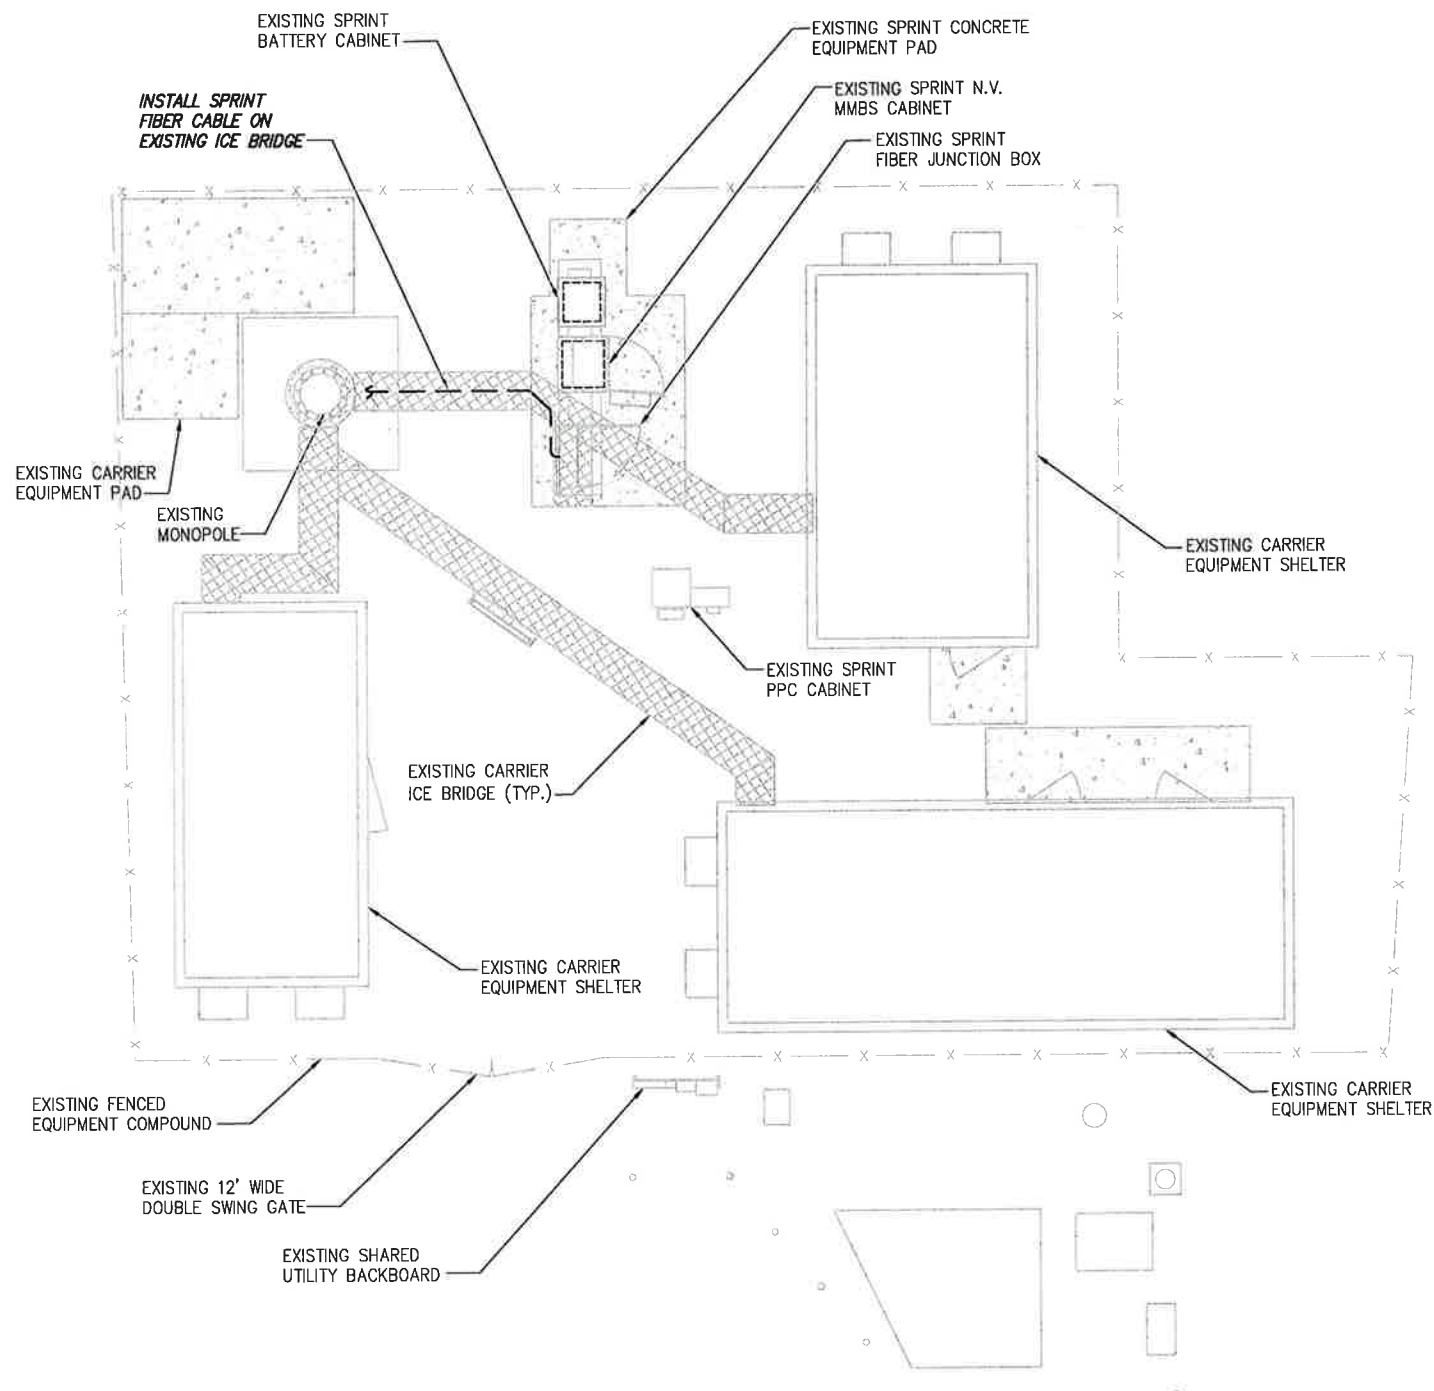 EXISTING SPRINT
BATTERY CABINET
EXISTING SPRINT CONCRETE
EQUIPMENT PAD
INSTALL SPRINT
FIBER CABLE ON
EXISTING ICE BRIDGE
EXISTING SPRINT N.V.
MMBS CABINET
EXISTING SPRINT
FIBER JUNCTION BOX
EXISTING CARRIER
EQUIPMENT PAD
EXISTING
MONOPOLE
EXISTING CARRIER
EQUIPMENT SHELTER
EXISTING SPRINT
PPC CABINET
EXISTING CARRIER
ICE BRIDGE (TYP.)
EXISTING CARRIER
EQUIPMENT SHELTER
EXISTING CARRIER
EQUIPMENT SHELTER
EXISTING FENCED
EQUIPMENT COMPOUND
EXISTING 12' WIDE
DOUBLE SWING GATE
EXISTING SHARED
UTILITY BACKBOARD